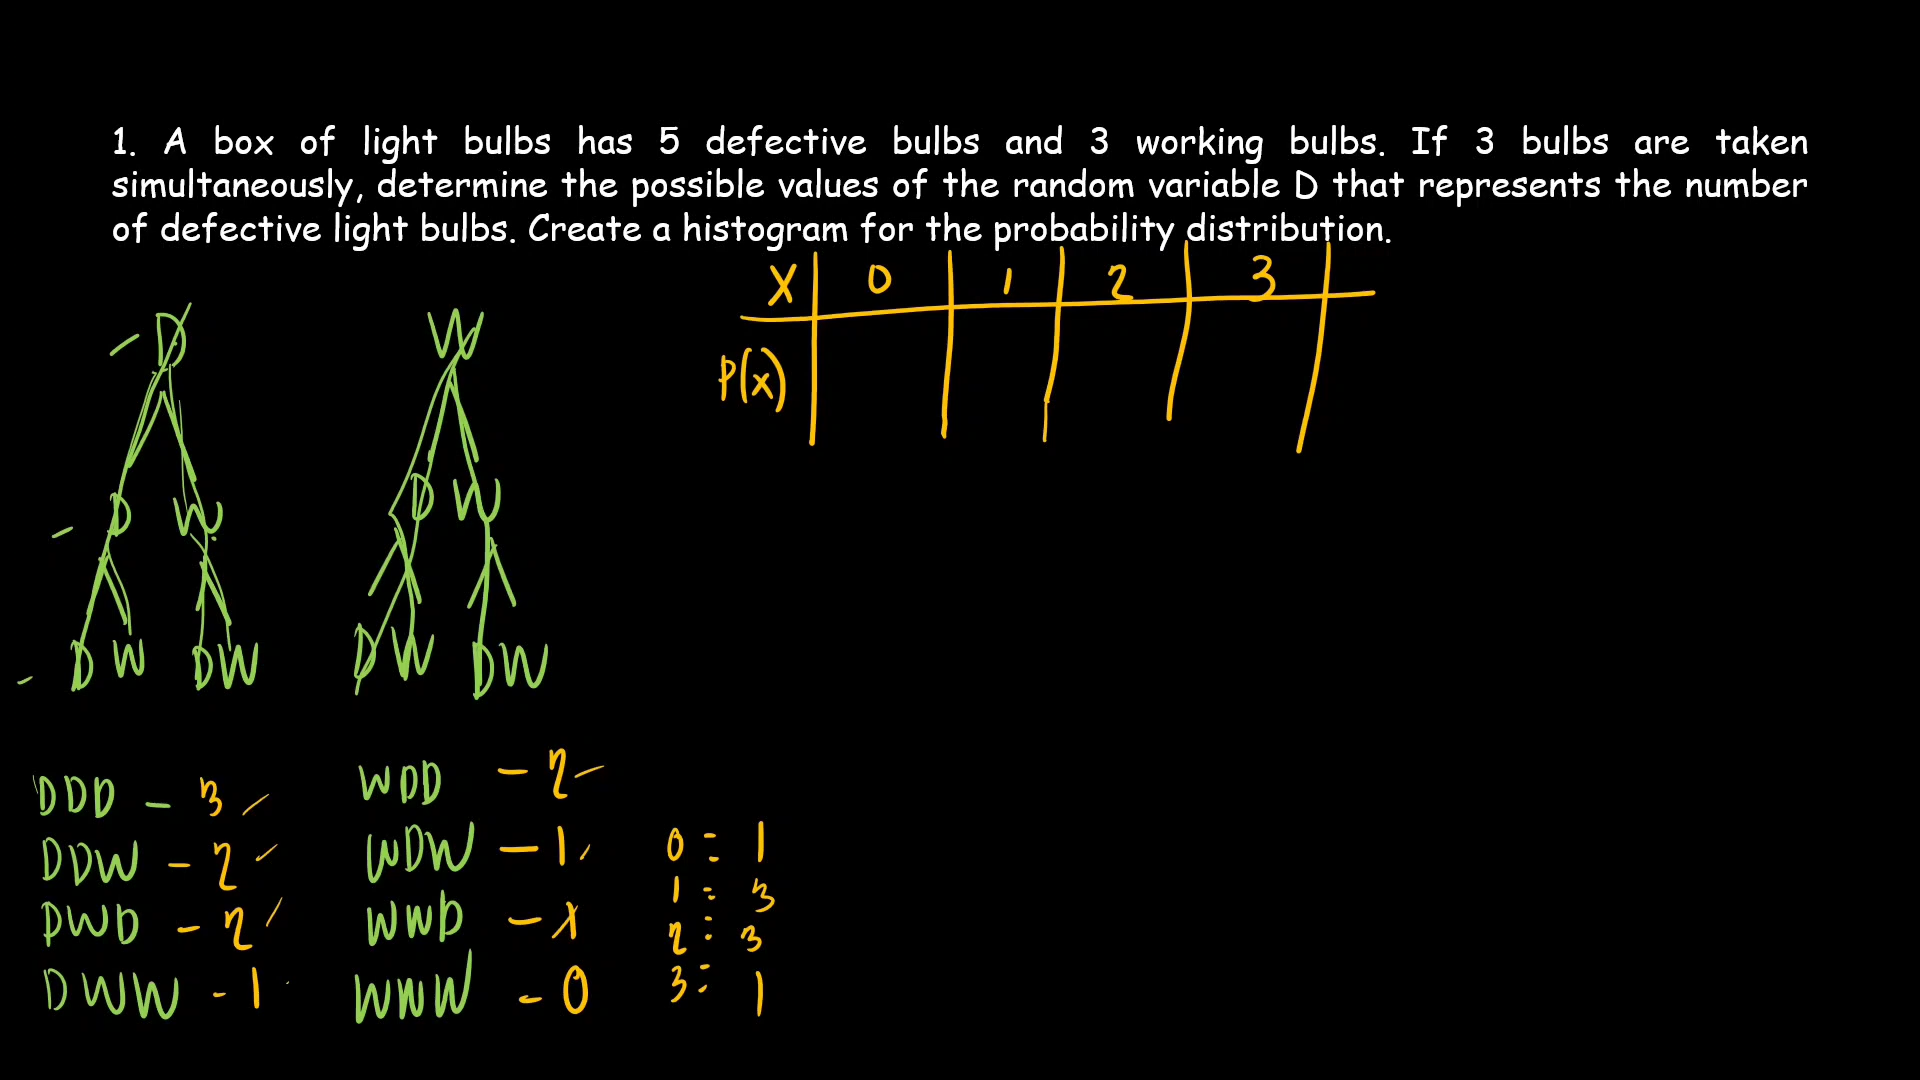 1. A box of light bulbs has 5 defective bulbs and 3 working bulbs. If 3 bulbs are taken
simultaneously, determine the possible values of the random variable D that represents the number
of defective light bulbs. Create a histogram for the probability distribution.
X 0 1 2 3
P(x)
D W
D W D W
D W D W D W D W
DDD - 3
DDW - 2
DWD - 2
DWW - 1
WDD - 2
WDW - 1
WWD - 1
WWW - 0
0 = 1
1 = 3
2 = 3
3 = 1